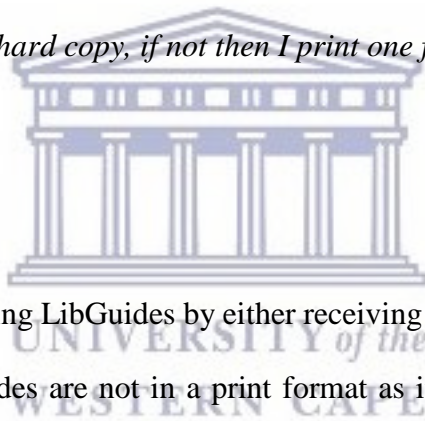 hard copy, if not then I print one f
ng LibGuides by either receiving
UNIVERSITY of the
des are not in a print format as i
WESTERN CAPE